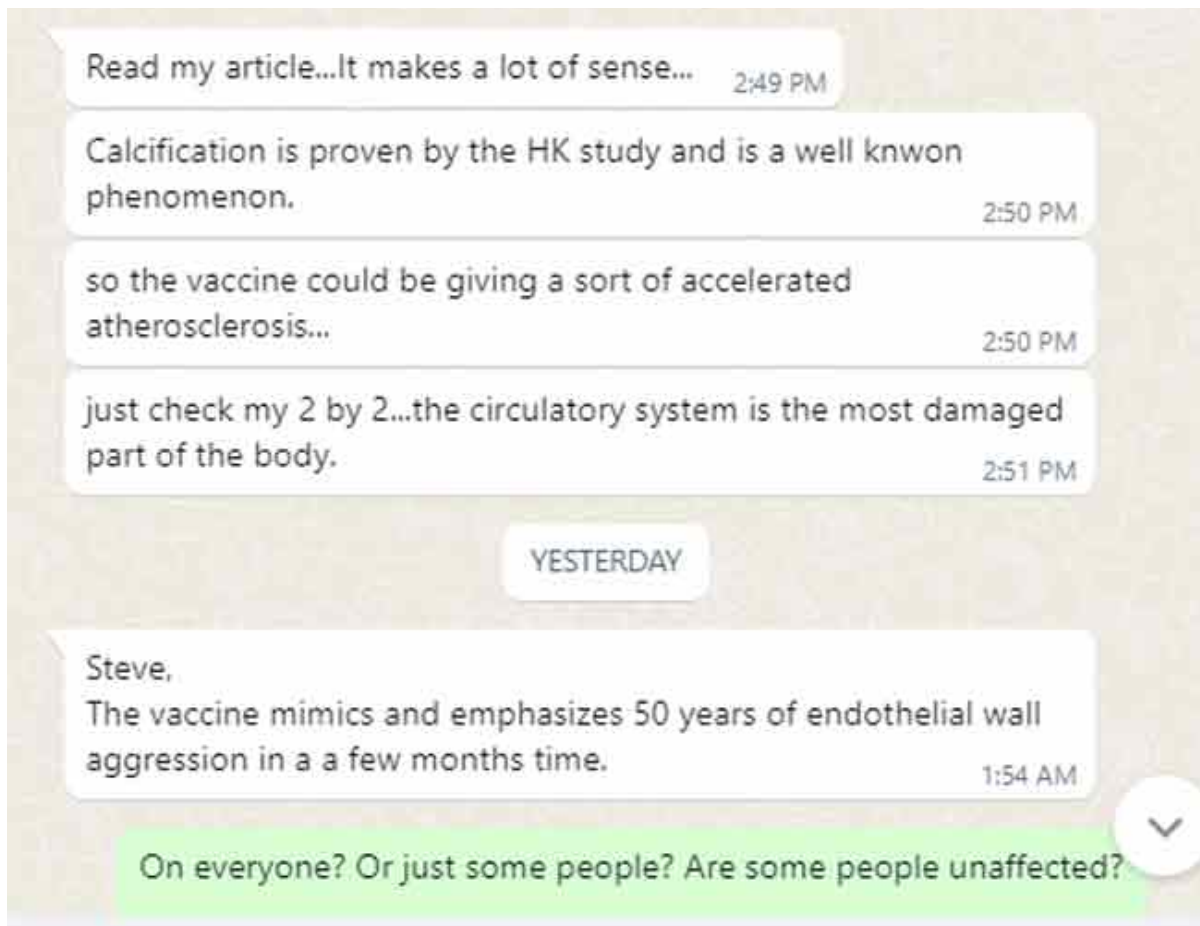 Read my article...It makes a lot of sense...
2:49 PM
Calcification is proven by the HK study and is a well knwon
phenomenon.
2:50 PM
so the vaccine could be giving a sort of accelerated
atherosclerosis...
2:50 PM
just check my 2 by 2...the circulatory system is the most damaged
part of the body.
2:51 PM
YESTERDAY
Steve,
The vaccine mimics and emphasizes 50 years of endothelial wall
aggression in a a few months time.
1:54 AM
On everyone? Or just some people? Are some people unaffected?